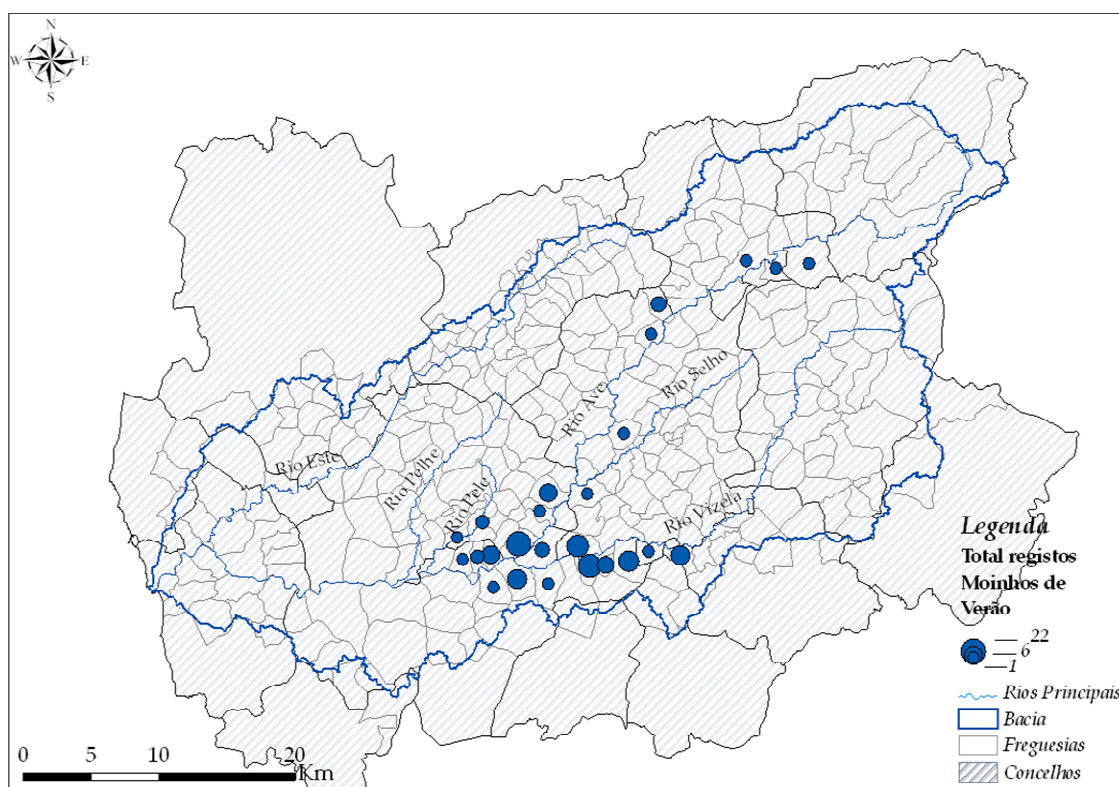 N
W E
S
Rio Selho
Rio Ave
Rio Este
Rio Pelhe
Rio Pele
Rio Vizela
Legenda
Total registos
Moinhos de
Verão
22
6
1
Rios Principais
Bacia
Freguesias
Concelhos
0 5 10 20
Km